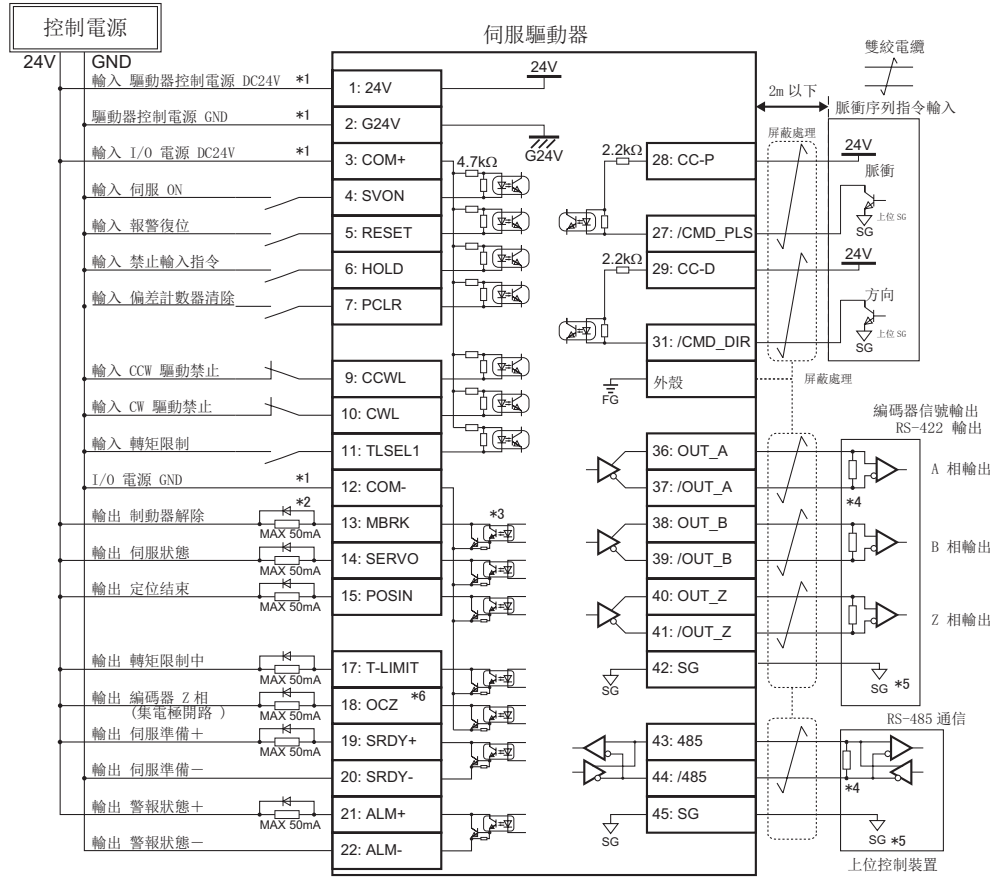 控制電源
伺服驅動器
24V
GND
輸入 驅動器控制電源 DC24V *1
1: 24V
24V
驅動器控制電源 GND *1
2: G24V
G24V
輸入 I/O 電源 DC24V *1
3: COM+
4.7kΩ
輸入 伺服 ON
4: SVON
輸入 報警復位
5: RESET
輸入 禁止輸入指令
6: HOLD
輸入 偏差計數器清除
7: PCLR
輸入 CCW 驅動禁止
9: CCWL
輸入 CW 驅動禁止
10: CWL
輸入 轉矩限制
11: TLSEL1
I/O 電源 GND *1
12: COM-
輸出 制動器解除
*2
MAX 50mA
13: MBRK
*3
輸出 伺服狀態
MAX 50mA
14: SERVO
輸出 定位结束
MAX 50mA
15: POSIN
輸出 轉矩限制中
MAX 50mA
17: T-LIMIT
輸出 編碼器 Z 相
(集電極開路 )
MAX 50mA
18: OCZ *6
輸出 伺服準備＋
MAX 50mA
19: SRDY+
輸出 伺服準備－
20: SRDY-
輸出 警報狀態＋
MAX 50mA
21: ALM+
輸出 警報狀態－
22: ALM-
雙絞電纜
2m 以下
脈衝序列指令輸入
屏蔽處理
2.2kΩ
28: CC-P
24V
脈衝
上位 SG
SG
27: /CMD_PLS
2.2kΩ
29: CC-D
24V
方向
上位 SG
SG
31: /CMD_DIR
FG
外殼
屏蔽處理
編碼器信號輸出
RS-422 輸出
36: OUT_A
A 相輸出
37: /OUT_A
*4
38: OUT_B
B 相輸出
39: /OUT_B
40: OUT_Z
Z 相輸出
41: /OUT_Z
42: SG
SG
SG *5
RS-485 通信
43: 485
44: /485
*4
45: SG
SG
SG *5
上位控制裝置